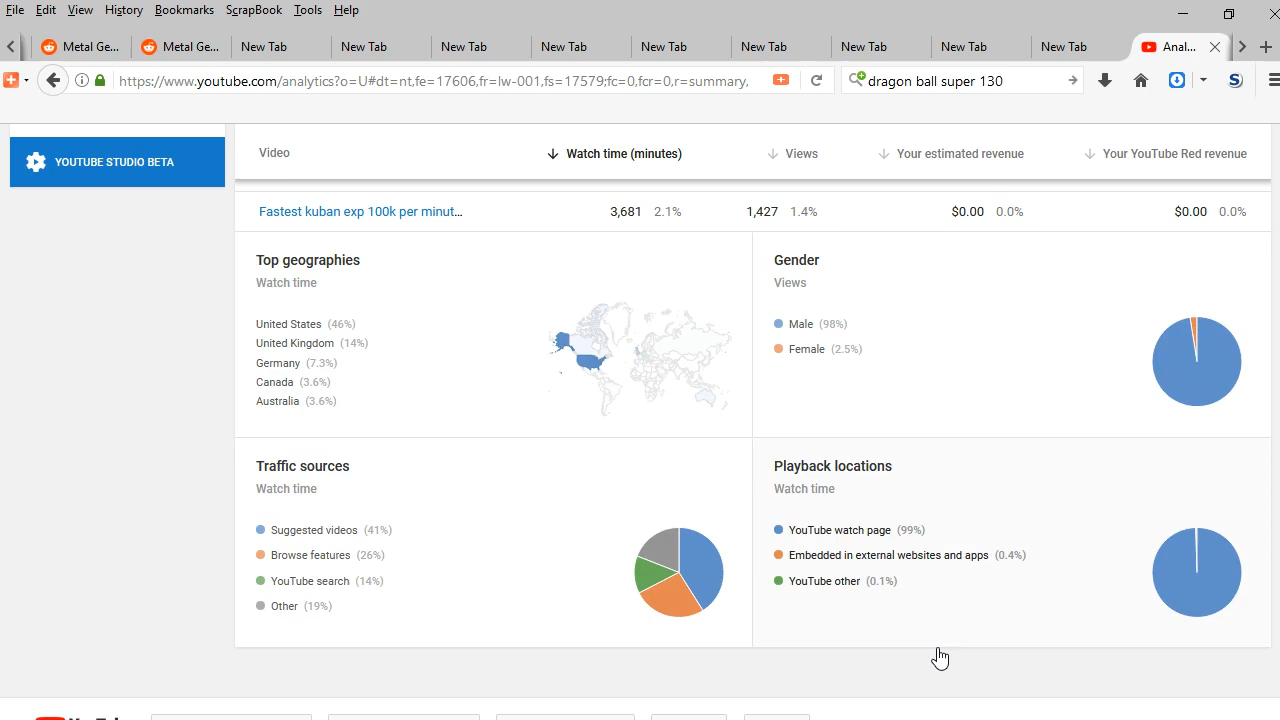 File Edit View History Bookmarks ScrapBook Tools Help
Metal Ge... Metal Ge... New Tab New Tab New Tab New Tab New Tab New Tab New Tab New Tab New Tab Anal...
https://www.youtube.com/analytics?o=U#dt=nt,fe=17606,fr=lw-001,fs=17579;fc=0,fcr=0,r=summary, dragon ball super 130
YOUTUBE STUDIO BETA
Video Watch time (minutes) Views Your estimated revenue Your YouTube Red revenue
Fastest kuban exp 100k per minut... 3,681 2.1% 1,427 1.4% $0.00 0.0% $0.00 0.0%
Top geographies
Watch time
United States (46%)
United Kingdom (14%)
Germany (7.3%)
Canada (3.6%)
Australia (3.6%)
Gender
Views
Male (98%)
Female (2.5%)
Traffic sources
Watch time
Suggested videos (41%)
Browse features (26%)
YouTube search (14%)
Other (19%)
Playback locations
Watch time
YouTube watch page (99%)
Embedded in external websites and apps (0.4%)
YouTube other (0.1%)